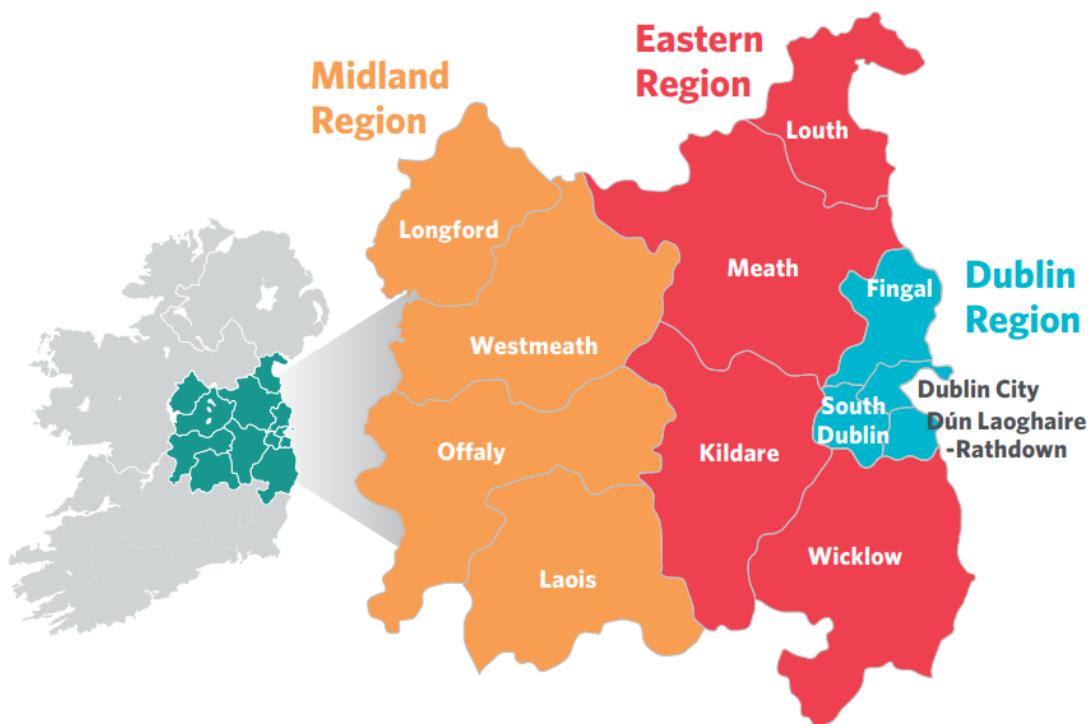 Midland
Region
Eastern
Region
Louth
Longford
Meath
Fingal
Dublin
Region
Westmeath
Dublin City
South
Dublin
Dún Laoghaire
-Rathdown
Offaly
Kildare
Wicklow
Laois